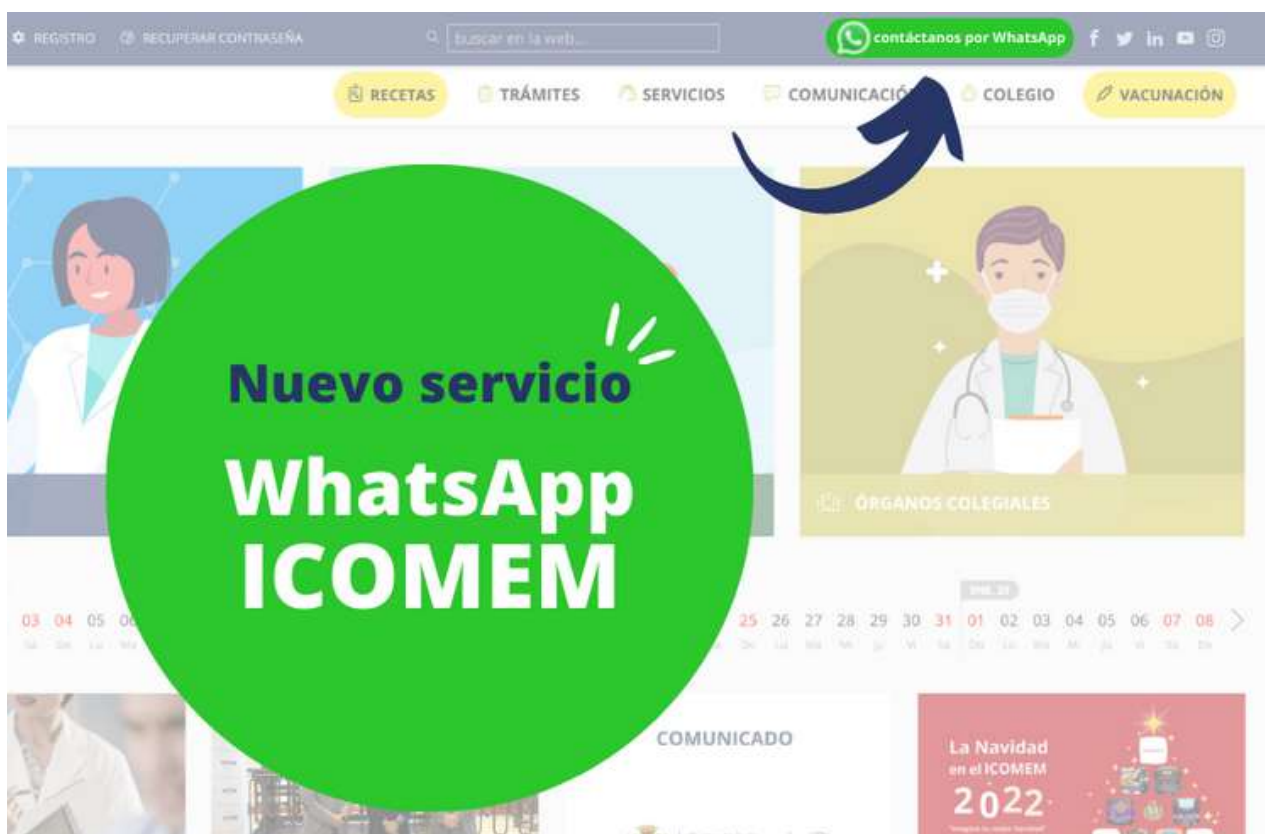 REGISTRO
RECUPERAR CONTRASEÑA
buscar en la web...
contáctanos por WhatsApp
RECETAS
TRÁMITES
SERVICIOS
COMUNICACIÓN
COLEGIO
VACUNACIÓN
Nuevo servicio
WhatsApp
ICOMEM
ÓRGANOS COLEGIALES
03 04 05 25 26 27 28 29 30 31 01 02 03 04 05 06 07 08
COMUNICADO
La Navidad
en el ICOMEM
2022